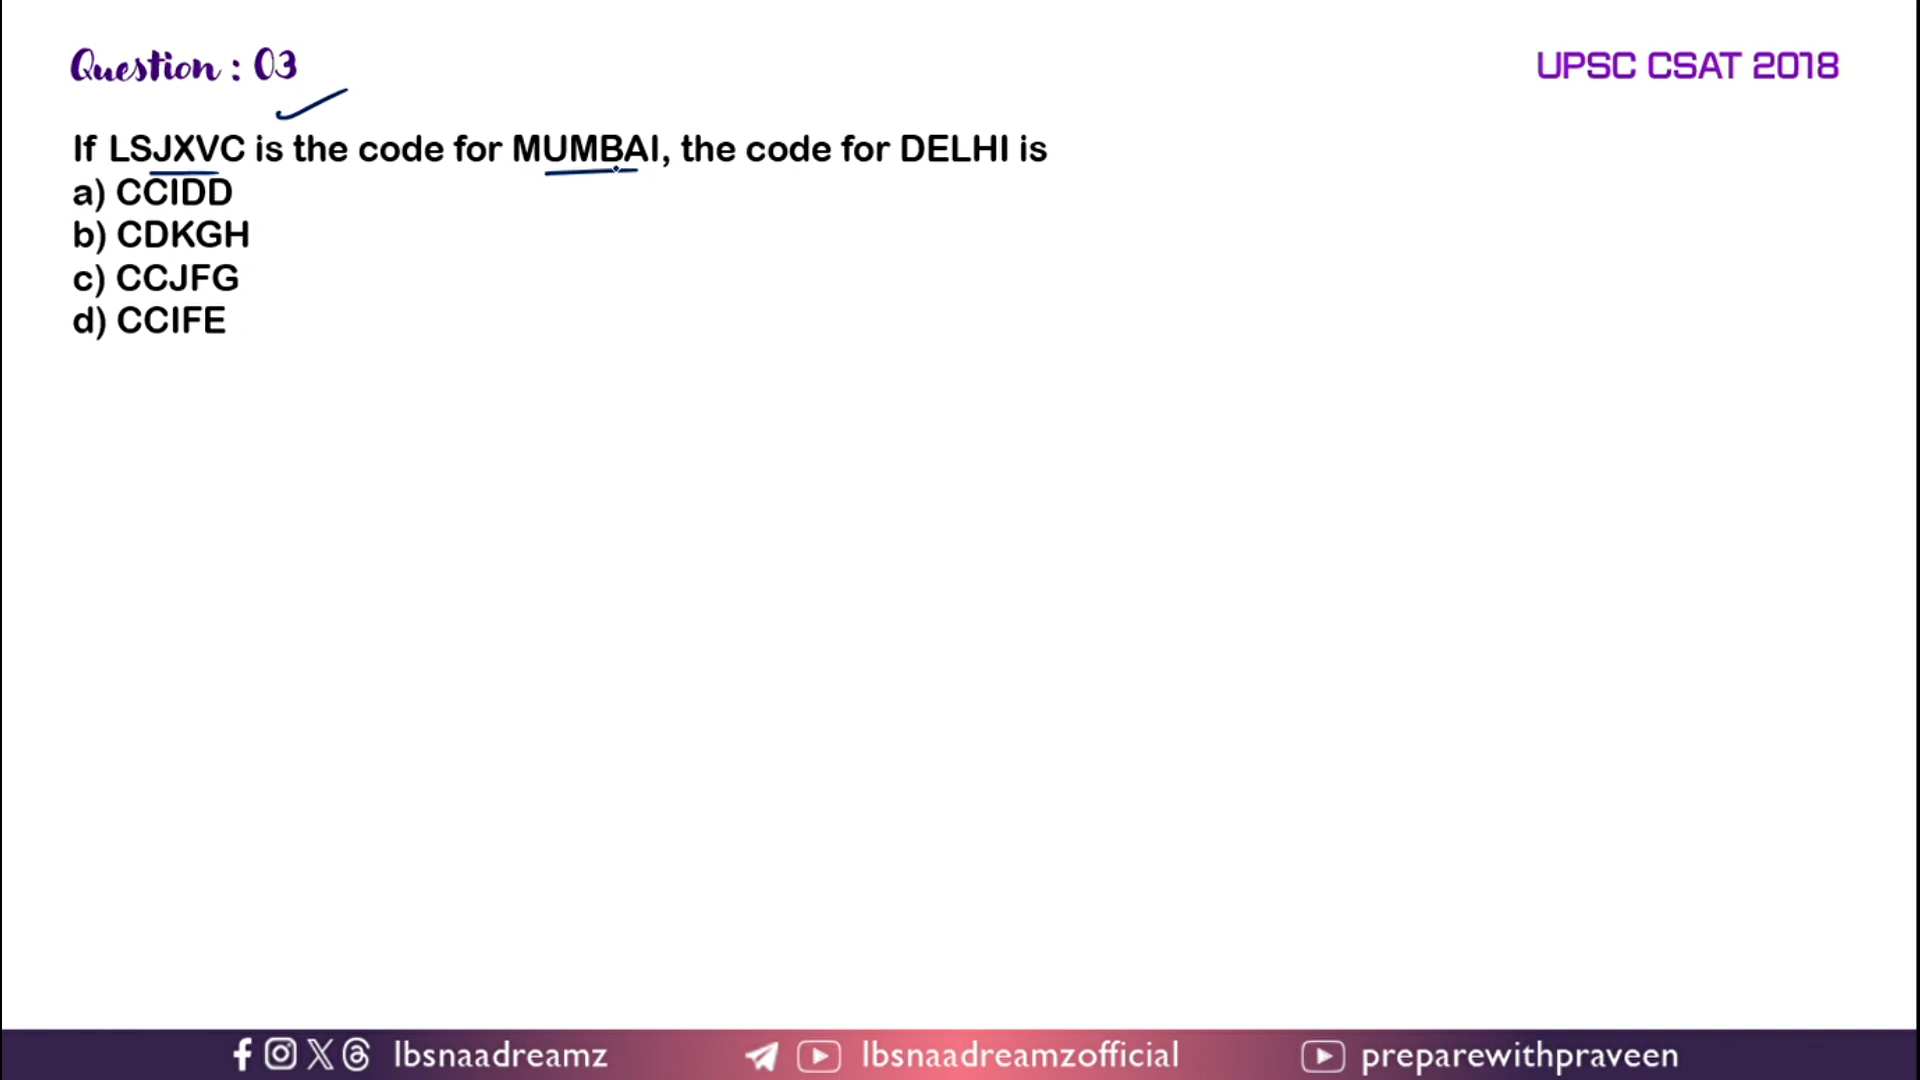 Question : 03
UPSC CSAT 2018
If LSJXVC is the code for MUMBAI, the code for DELHI is
a) CCIDD
b) CDKGH
c) CCJFG
d) CCIFE
lbsnaadreamz
lbsnaadreamzofficial
preparewithpraveen